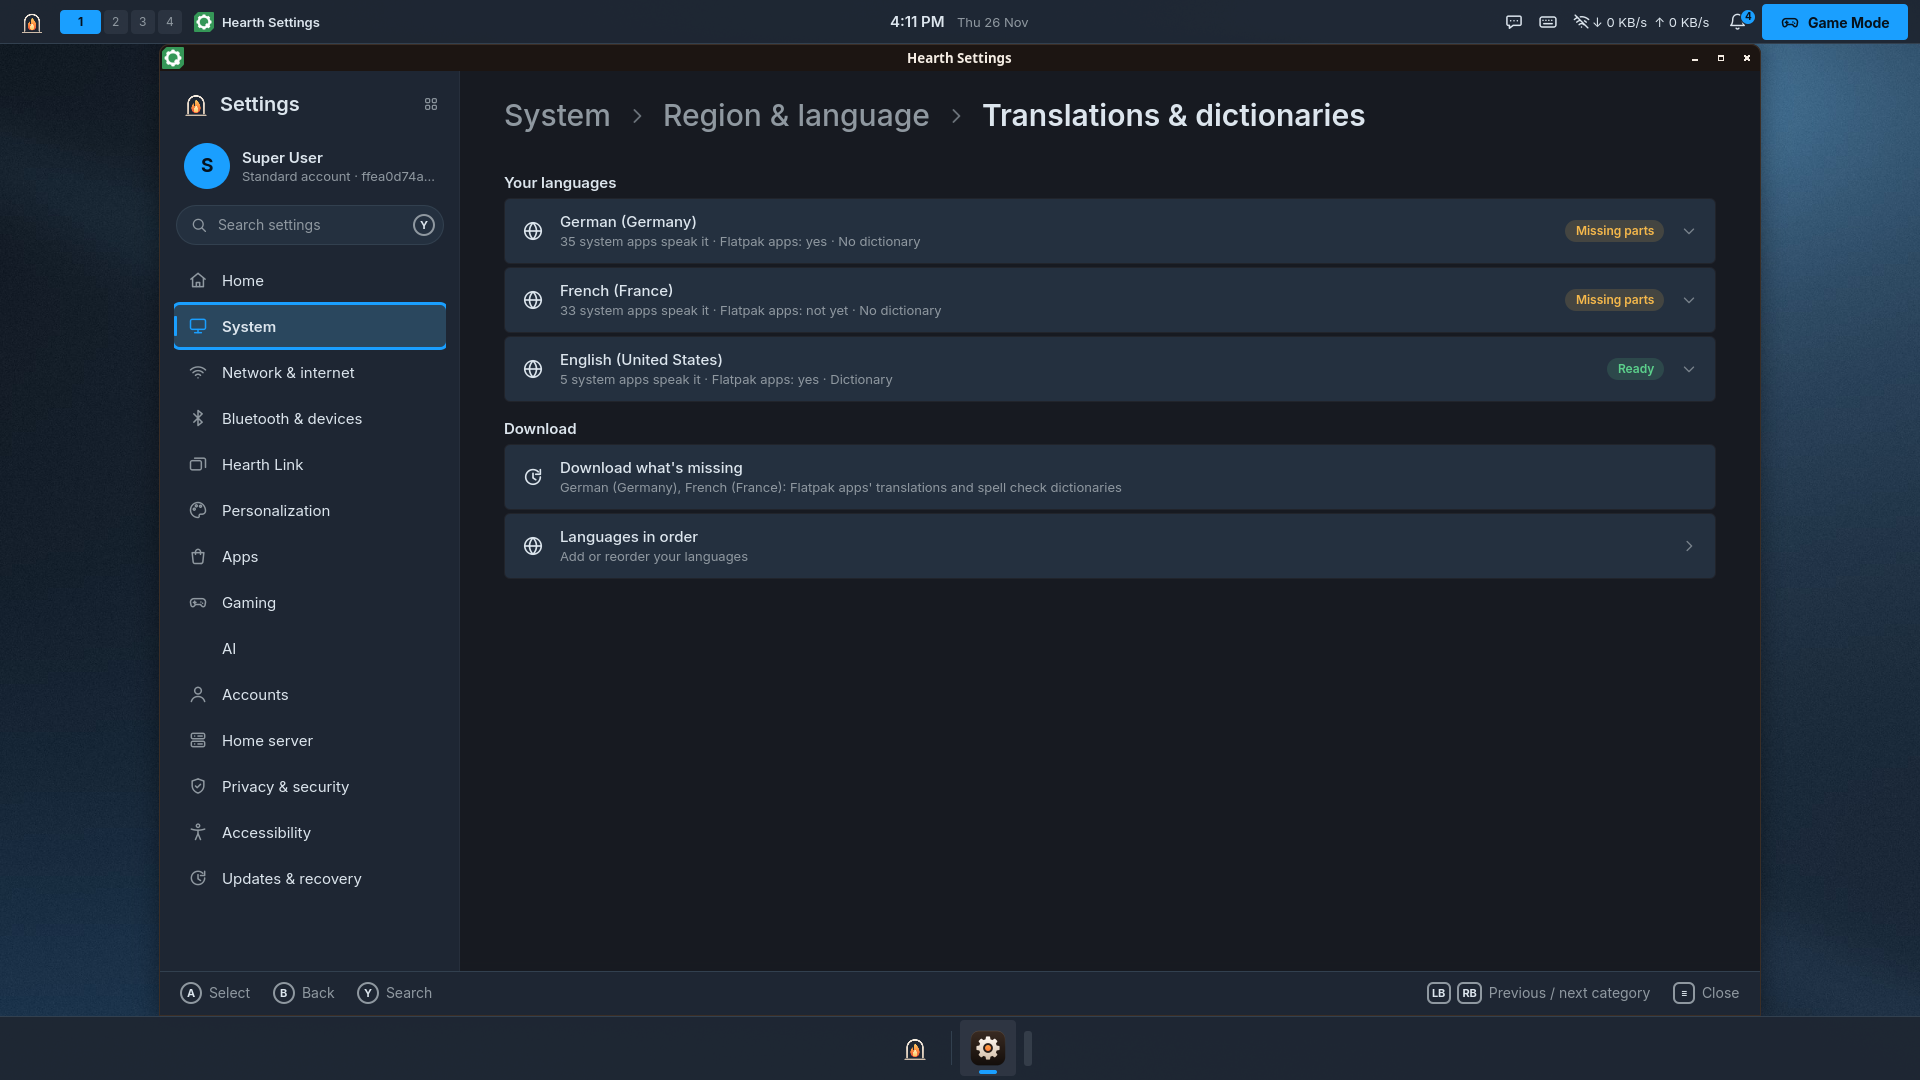 1 2 3 4 Hearth Settings 4:11 PM Thu 26 Nov ↓ 0 KB/s ↑ 0 KB/s 4 Game Mode
Hearth Settings
Settings
S Super User
Standard account · ffea0d74a...
Search settings Y
Home
System
Network & internet
Bluetooth & devices
Hearth Link
Personalization
Apps
Gaming
AI
Accounts
Home server
Privacy & security
Accessibility
Updates & recovery
System > Region & language > Translations & dictionaries
Your languages
German (Germany)
35 system apps speak it · Flatpak apps: yes · No dictionary
Missing parts
French (France)
33 system apps speak it · Flatpak apps: not yet · No dictionary
Missing parts
English (United States)
5 system apps speak it · Flatpak apps: yes · Dictionary
Ready
Download
Download what's missing
German (Germany), French (France): Flatpak apps' translations and spell check dictionaries
Languages in order
Add or reorder your languages
A Select B Back Y Search LB RB Previous / next category ≡ Close